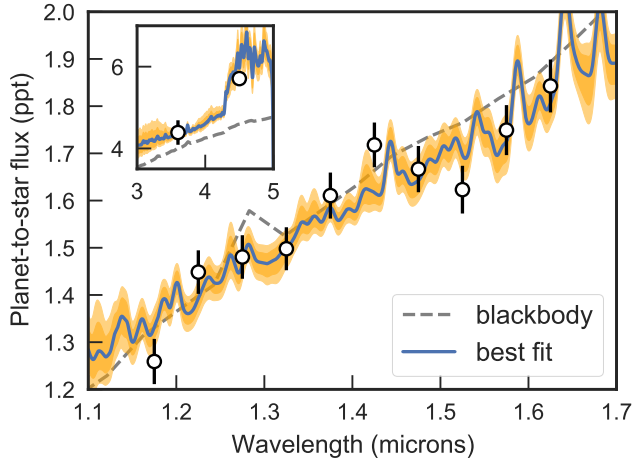 2.0
1.9
1.8
1.7
1.6
1.5
1.4
1.3
1.2
Planet-to-star flux (ppt)
6
4
3 4 5
blackbody
best fit
1.1 1.2 1.3 1.4 1.5 1.6 1.7
Wavelength (microns)